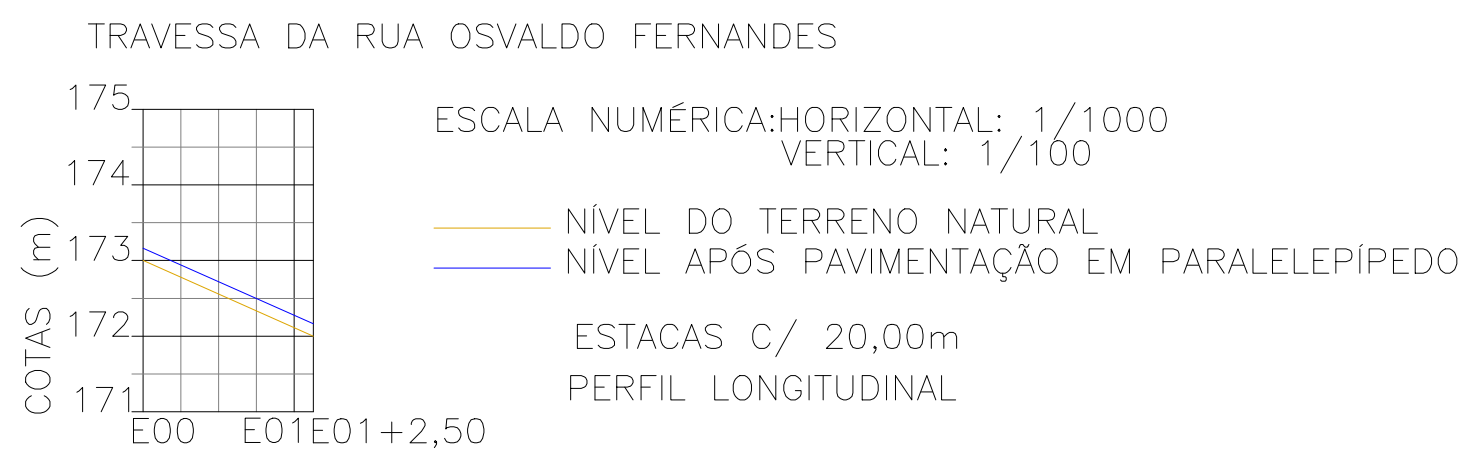 TRAVESSA DA RUA OSVALDO FERNANDES
175
174
173
172
171
COTAS (m)
E00 E01 E01+2,50
ESCALA NUMÉRICA:HORIZONTAL: 1/1000
VERTICAL: 1/100
NÍVEL DO TERRENO NATURAL
NÍVEL APÓS PAVIMENTAÇÃO EM PARALELEPÍPEDO
ESTACAS C/ 20,00m
PERFIL LONGITUDINAL